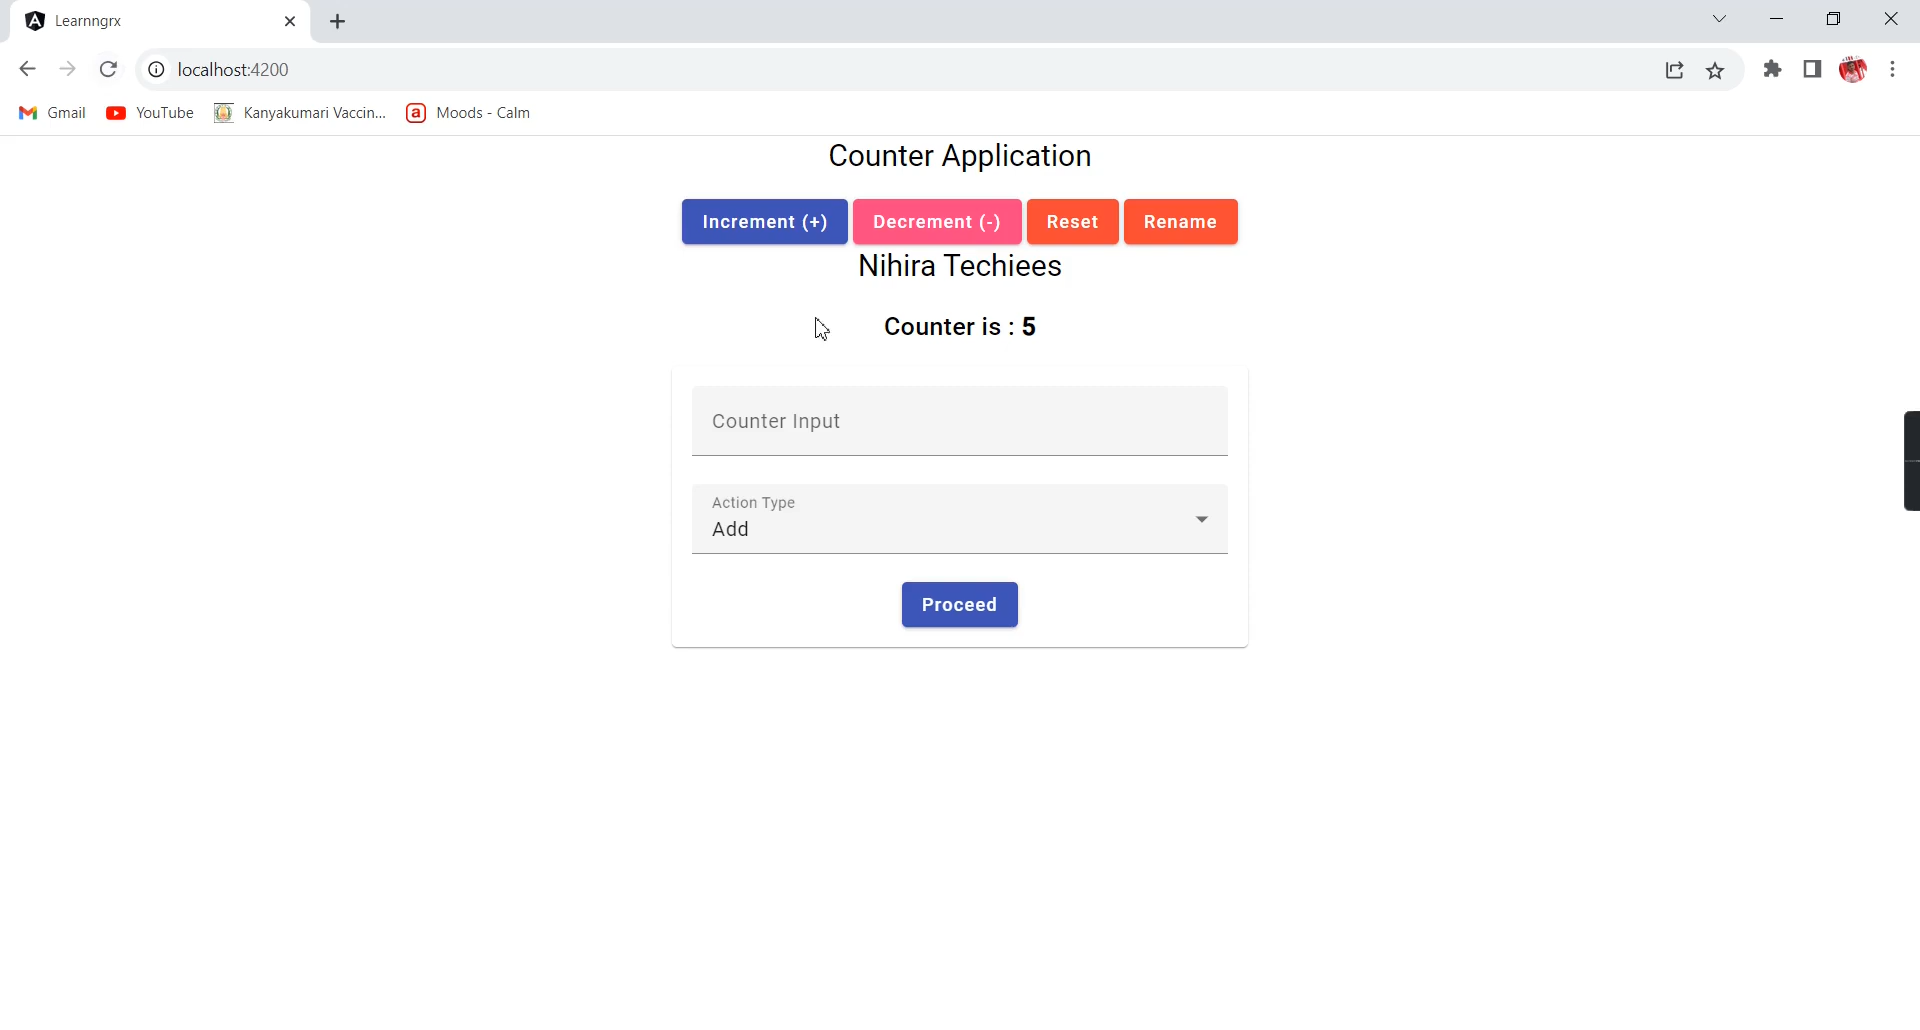 Learnngrx
localhost:4200
Gmail YouTube Kanyakumari Vaccin... a Moods - Calm
Counter Application
Increment (+) Decrement (-) Reset Rename
Nihira Techiees
Counter is : 5
Counter Input
Action Type
Add
Proceed